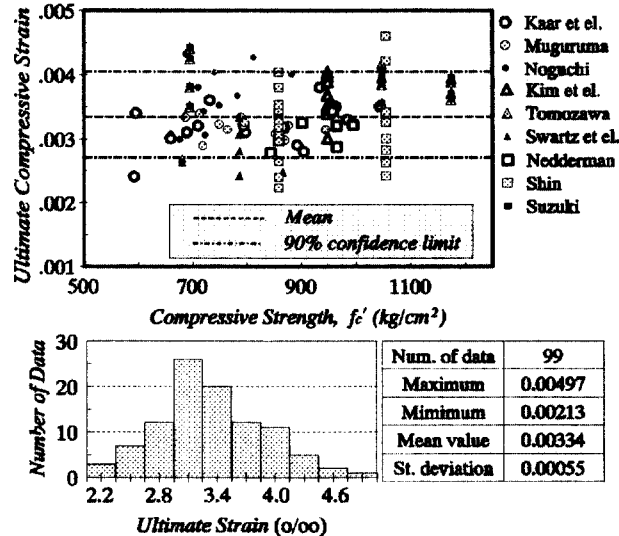 Ultimate Compressive Strain
.005
.004
.003
.002
.001
Mean
90% confidence limit
500
700
900
1100
Compressive Strength, fc' (kg/cm²)
Kaar et el.
Muguruma
Nogachi
Kim et el.
Tomozawa
Swartz et el.
Nedderman
Shin
Suzuki
Number of Data
30
20
10
0
2.2
2.8
3.4
4.0
4.6
Ultimate Strain (o/oo)
Num. of data 99
Maximum 0.00497
Mimimum 0.00213
Mean value 0.00334
St. deviation 0.00055